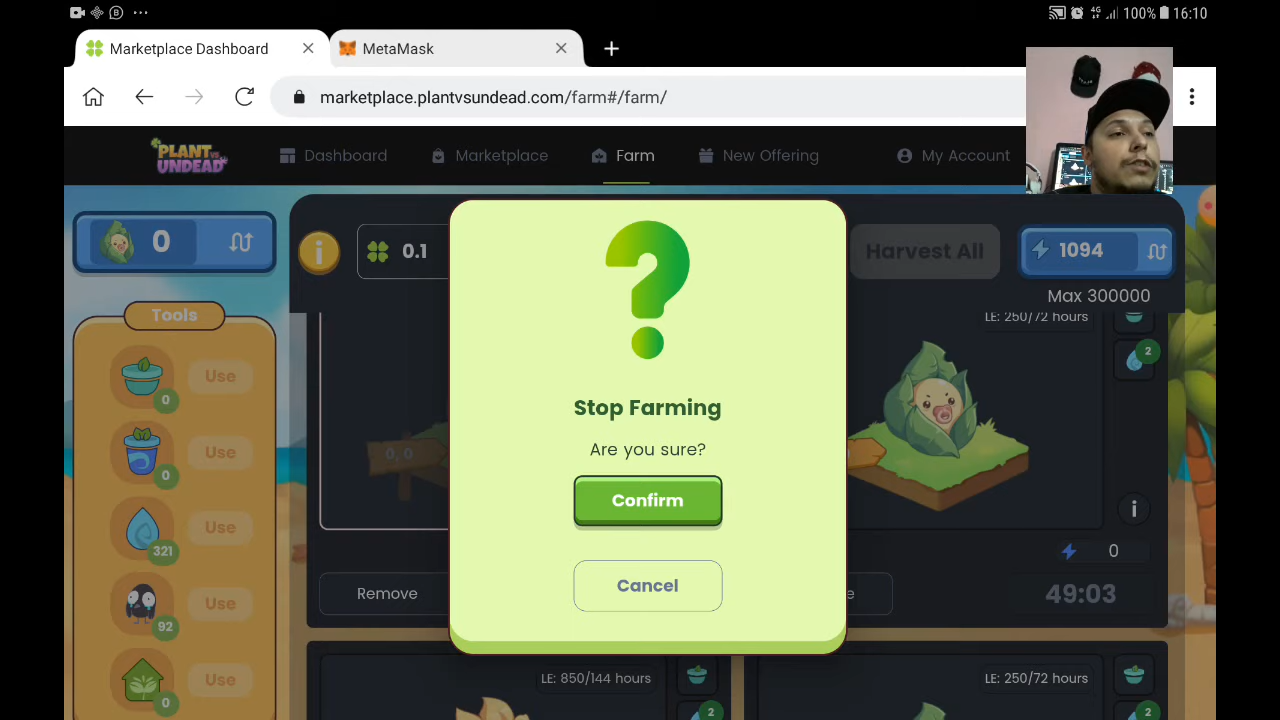 100% 16:10
Marketplace Dashboard
MetaMask
marketplace.plantvsundead.com/farm#/farm/
PLANT VS UNDEAD
Dashboard
Marketplace
Farm
New Offering
My Account
0
0.1
Harvest All
1094
Max 300000
Tools
Use
0
Use
0
Use
321
Use
92
Use
0
LE: 250/72 hours
2
0, 0
Stop Farming
Are you sure?
Confirm
Cancel
0
Remove
49:03
LE: 850/144 hours
2
LE: 250/72 hours
2